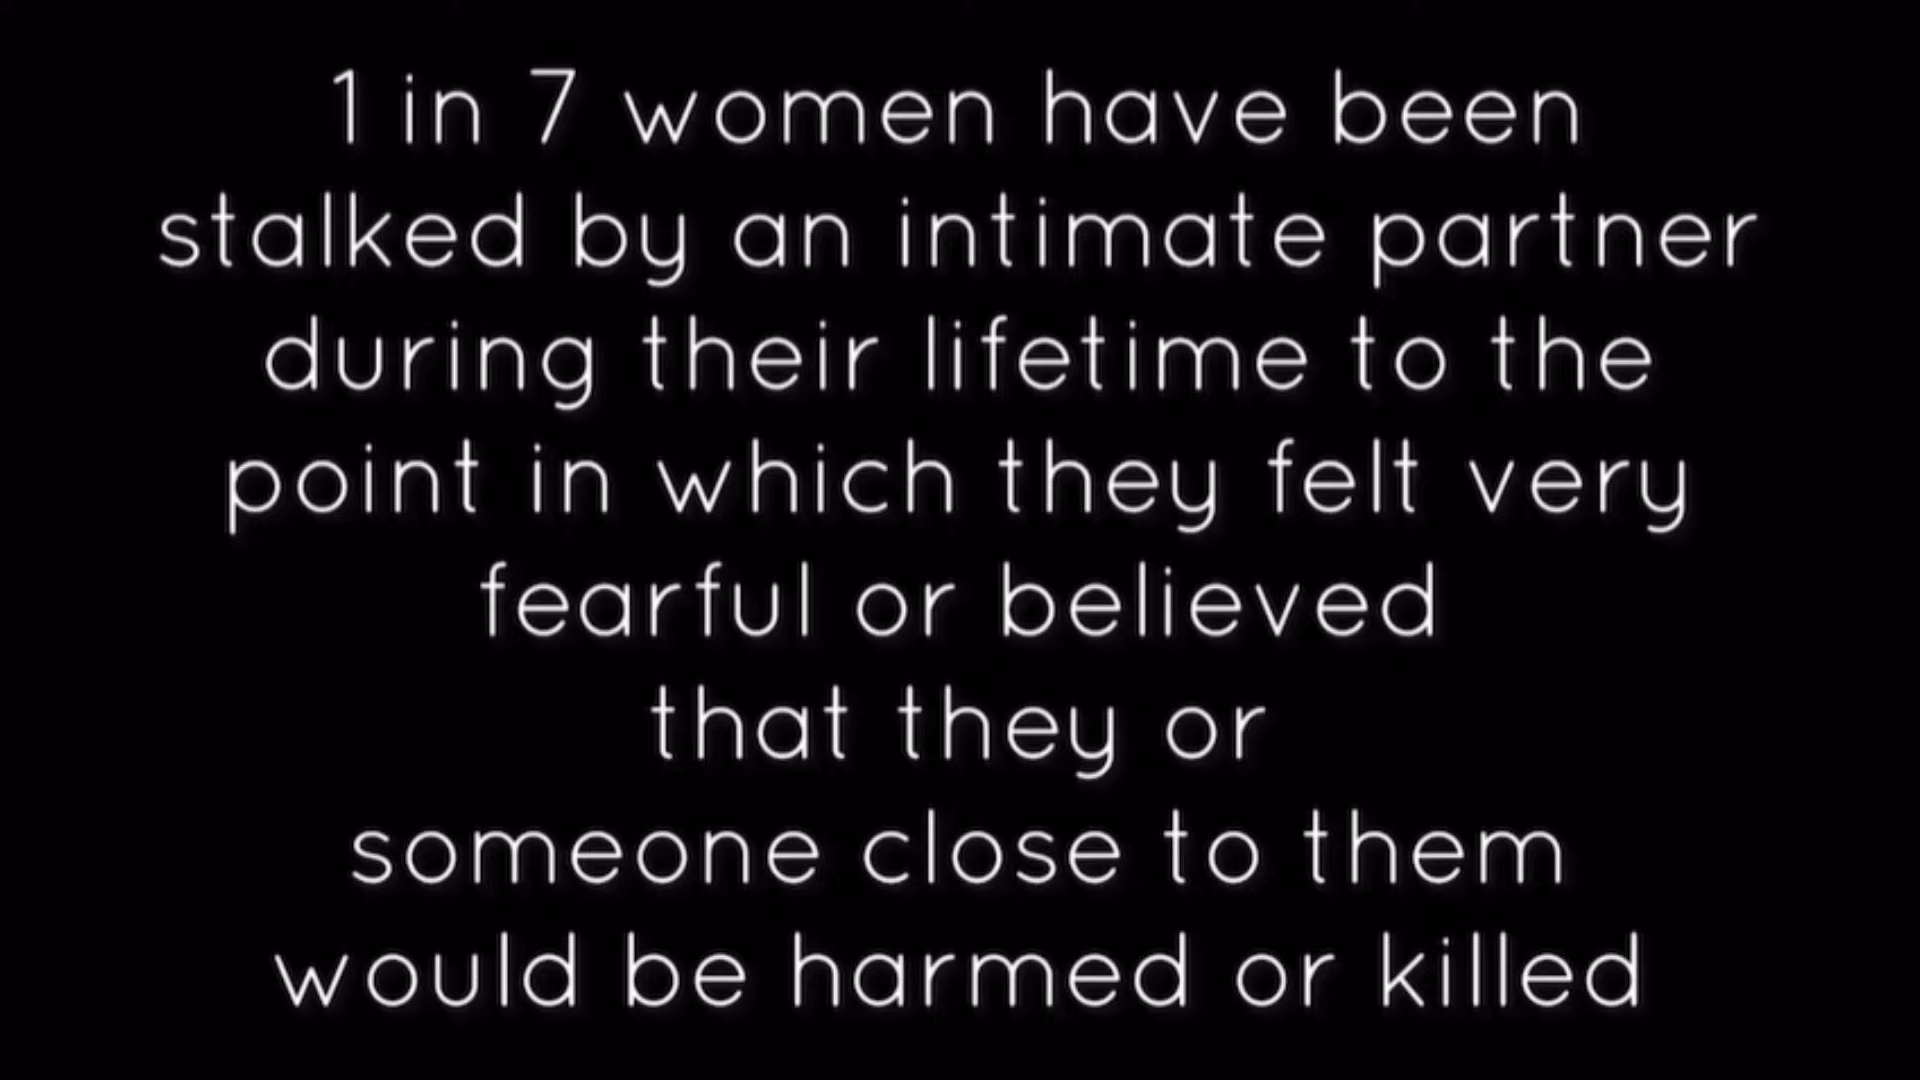 1 in 7 women have been
stalked by an intimate partner
during their lifetime to the
point in which they felt very
fearful or believed
that they or
someone close to them
would be harmed or killed